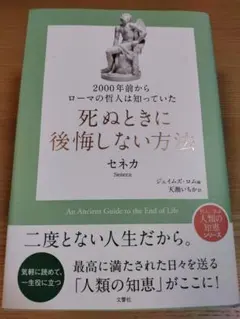 2000年前から
ローマの哲人は知っていた
死ぬときに
後悔しない方法
セネカ
Seneca
ジェイムズ・ロム 編
天瀬いちか 訳
An Ancient Guide to the End of Life
人類の
知恵
シリーズ
二度とない人生だから。
気軽に読めて、
一生役に立つ
最高に満たされた日々を送る
「人類の知恵」がここに!
文響社